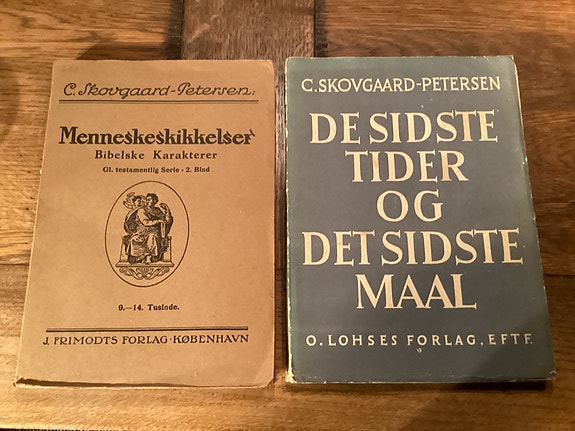 C. Skovgaard-Petersen:
Menneskeskikkelser
Bibelske Karakterer
Gl. testamentlig Serie - 2. Bind
9.—14. Tusinde.
J. FRIMODTS FORLAG · KØBENHAVN
C. SKOVGAARD-PETERSEN
DE SIDSTE
TIDER
OG
DET SIDSTE
MAAL
O. LOHSES FORLAG, EFTF.